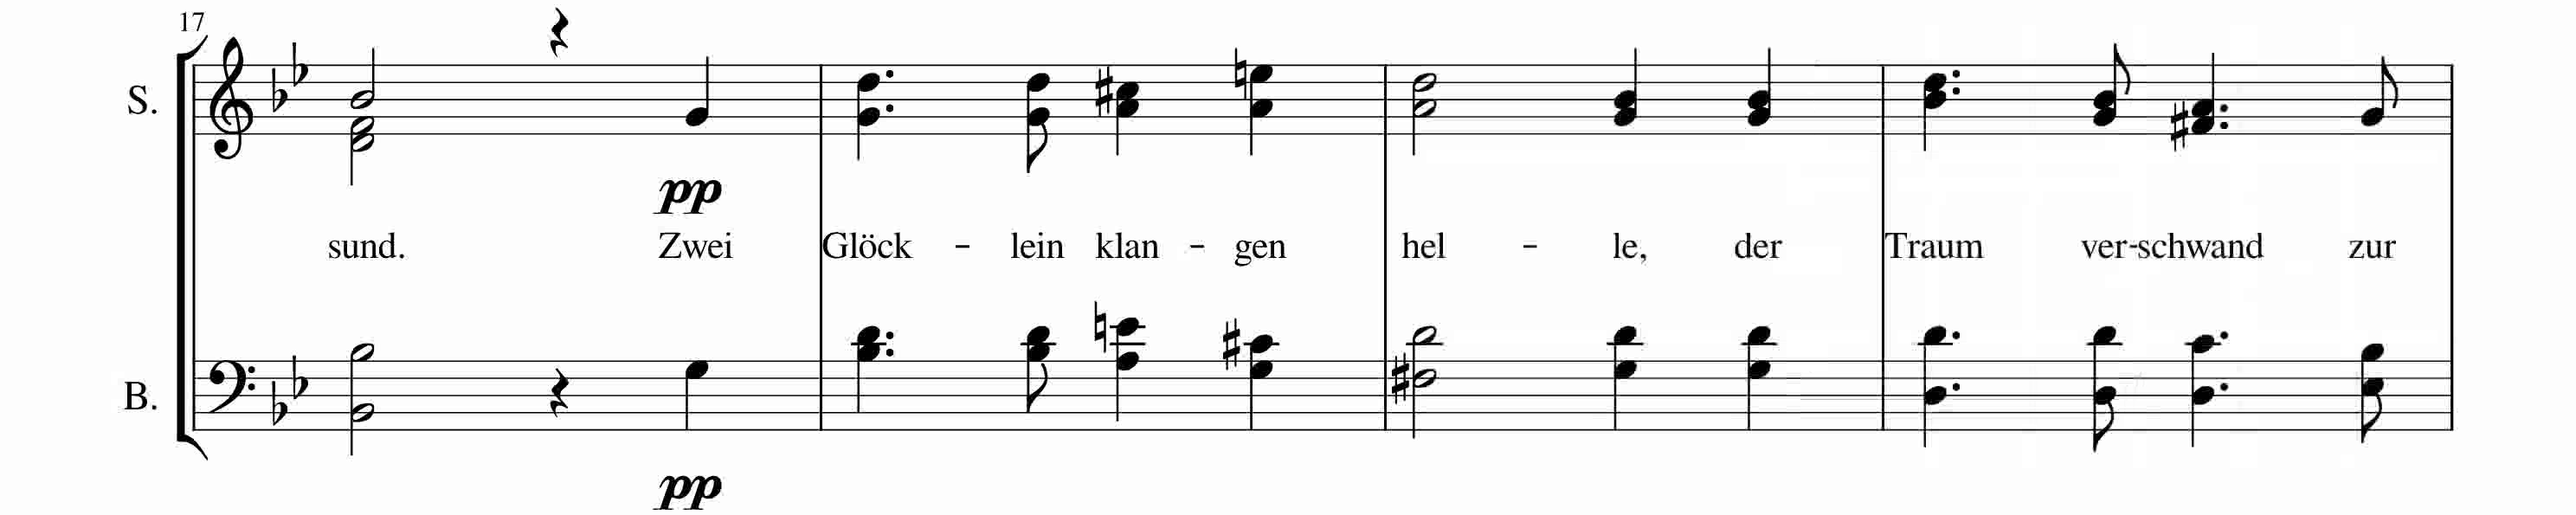 17
S.
pp
sund. Zwei Glöck - lein klan - gen hel - le, der Traum ver-schwand zur
B.
pp